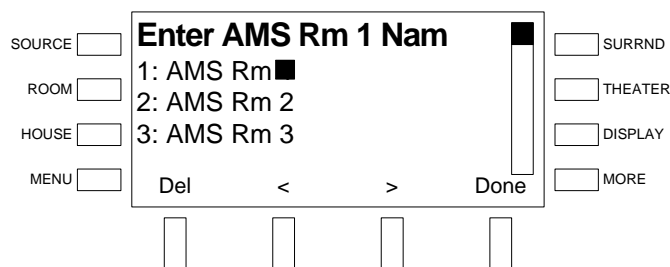 Enter AMS Rm 1 Nam
SOURCE
SURRND
1: AMS Rm
ROOM
THEATER
2: AMS Rm 2
HOUSE
3: AMS Rm 3
DISPLAY
MENU
Del < > Done
MORE